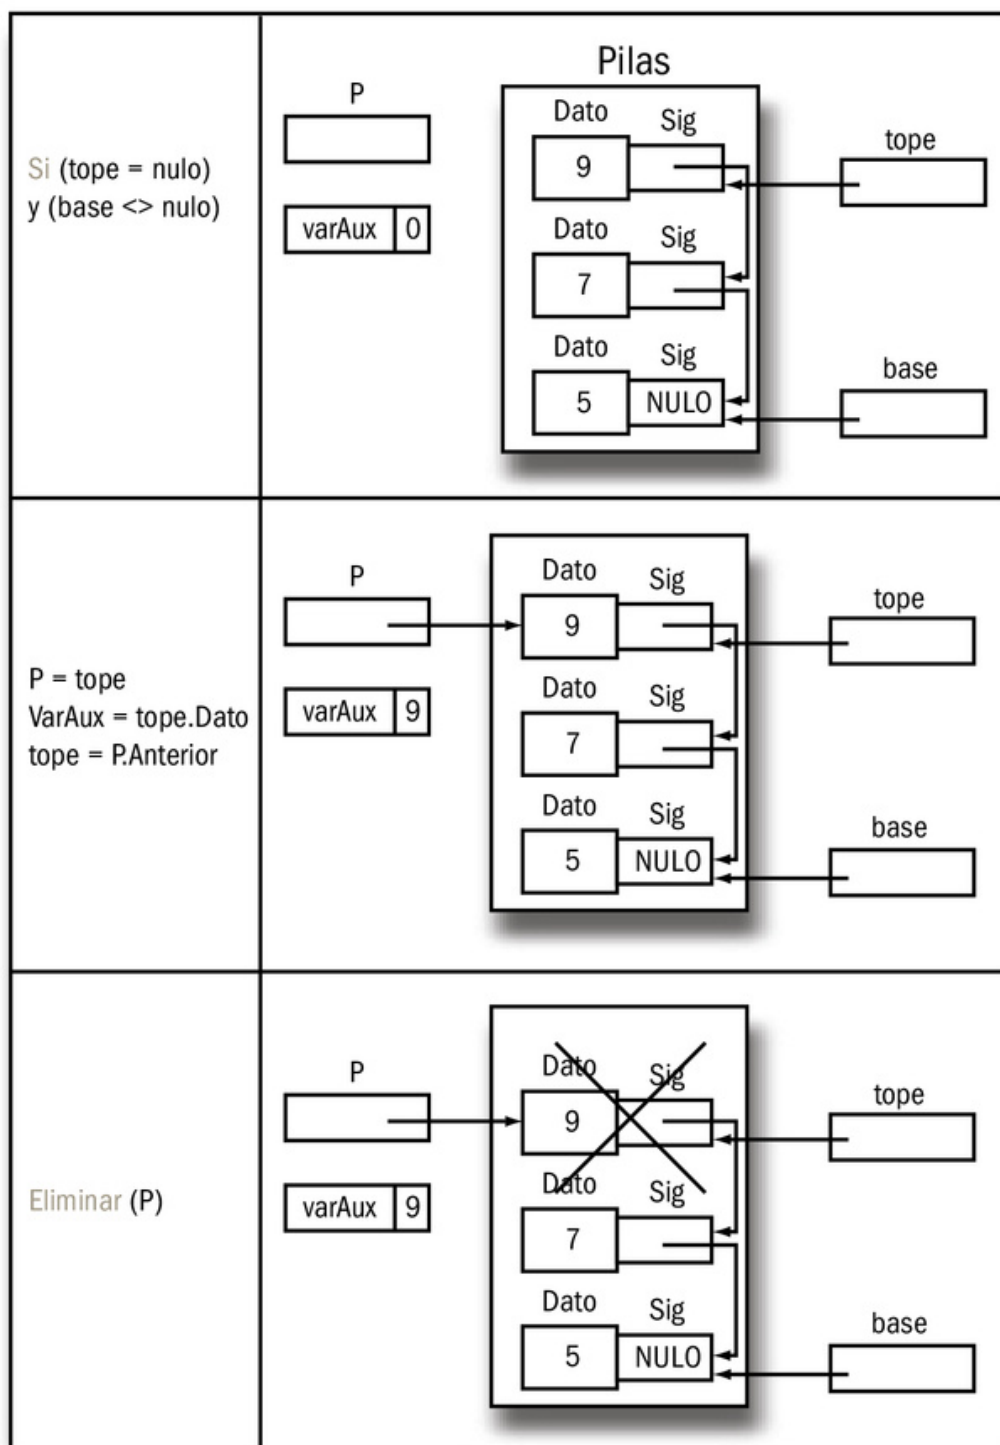 Si (tope = nulo)
y (base <> nulo)
P
varAux 0
Pilas
Dato Sig
9
Dato Sig
7
Dato Sig
5 NULO
tope
base
P = tope
VarAux = tope.Dato
tope = P.Anterior
P
varAux 9
Dato Sig
9
Dato Sig
7
Dato Sig
5 NULO
tope
base
Eliminar (P)
P
varAux 9
Dato Sig
9
Dato Sig
7
Dato Sig
5 NULO
tope
base